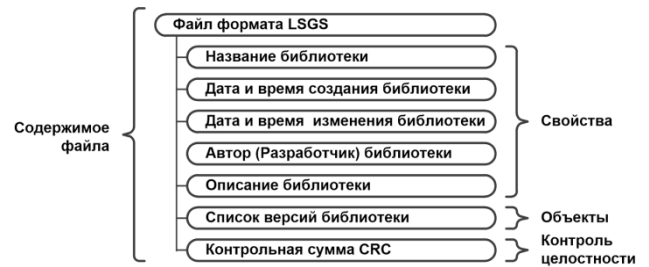 Файл формата LSGS
Название библиотеки
Дата и время создания библиотеки
Дата и время изменения библиотеки
Автор (Разработчик) библиотеки
Описание библиотеки
Список версий библиотеки
Контрольная сумма CRC
Содержимое
файла
Свойства
Объекты
Контроль
целостности